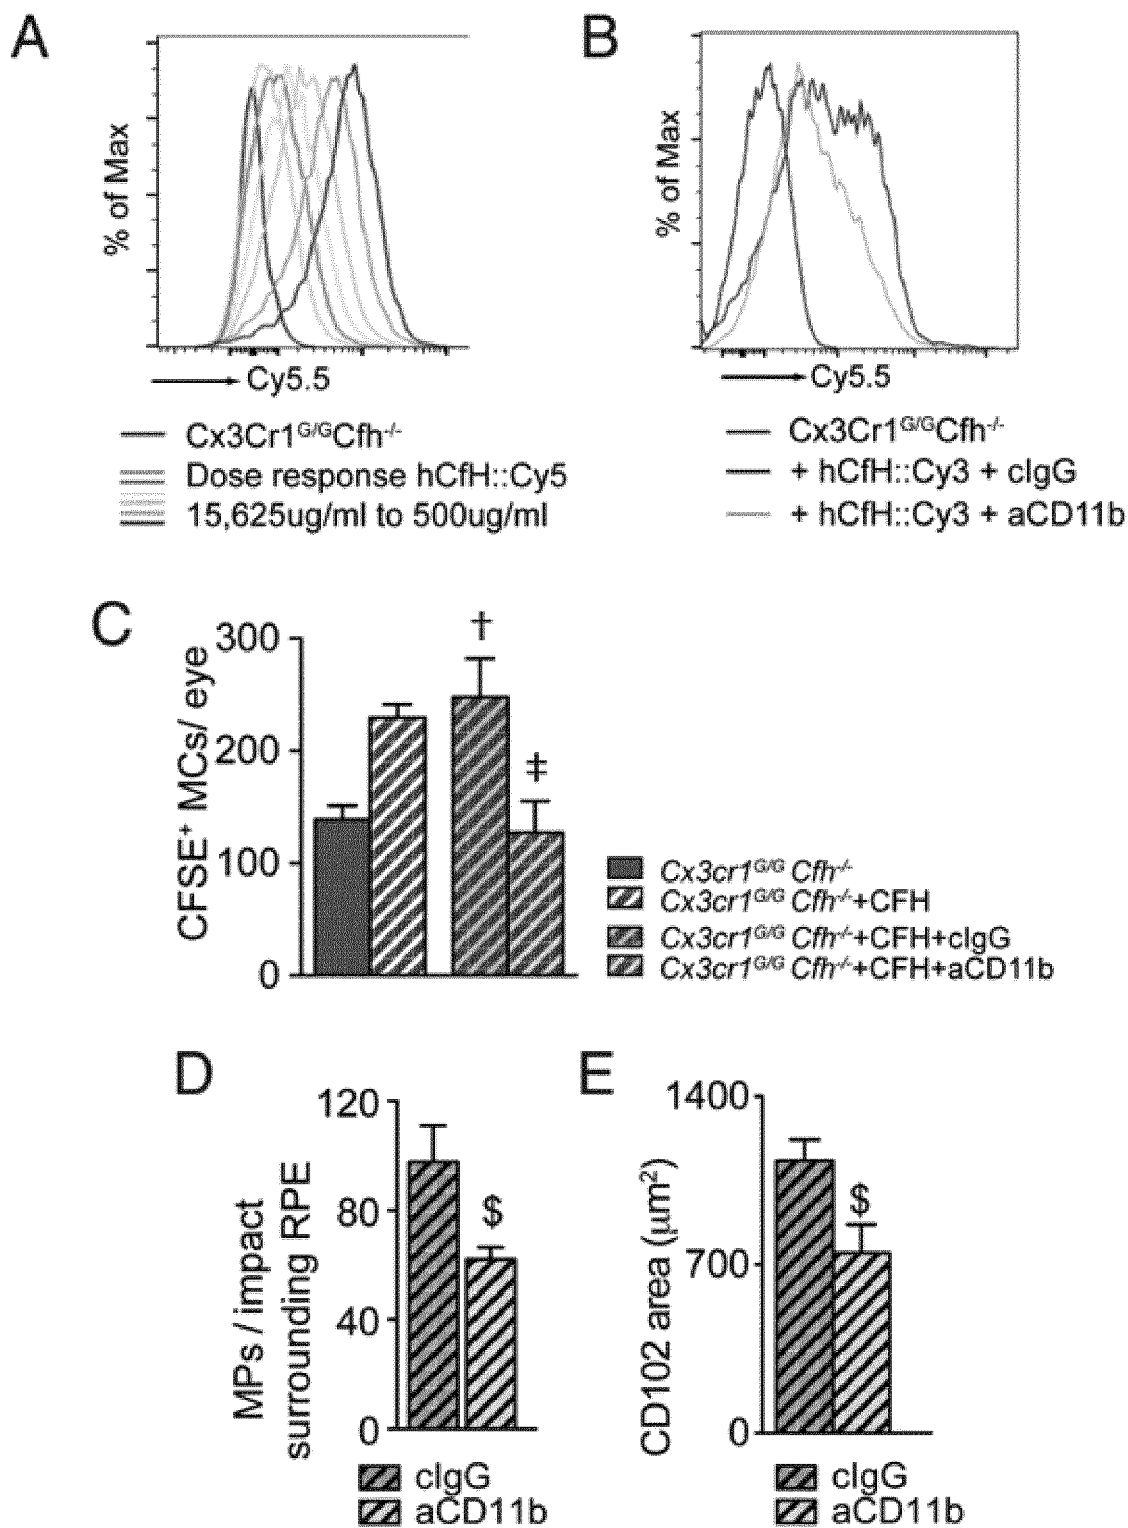 A
B
% of Max
% of Max
Cy5.5
Cy5.5
Cx3Cr1G/GCfh-/-
Dose response hCfH::Cy5
15,625ug/ml to 500ug/ml
Cx3Cr1G/GCfh-/-
+ hCfH::Cy3 + cIgG
+ hCfH::Cy3 + aCD11b
C
CFSE+ MCs/ eye
300
200
100
0
†
‡
Cx3cr1G/G Cfh-/-
Cx3cr1G/G Cfh-/-+CFH
Cx3cr1G/G Cfh-/-+CFH+cIgG
Cx3cr1G/G Cfh-/-+CFH+aCD11b
D
MPs / impact
surrounding RPE
120
80
40
0
$
cIgG
aCD11b
E
CD102 area (μm2)
1400
700
0
$
cIgG
aCD11b